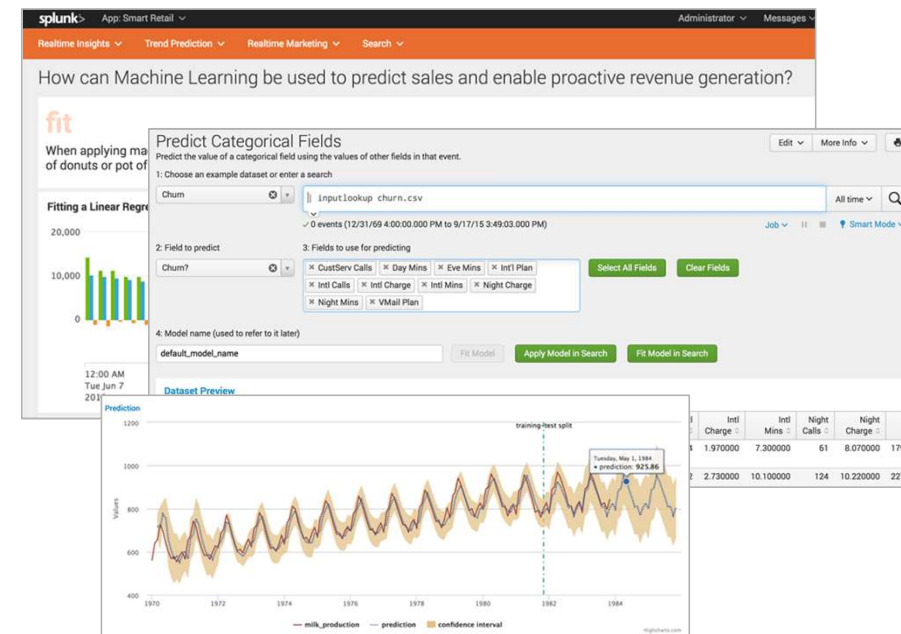 splunk> App: Smart Retail Administrator Messages
Realtime Insights Trend Prediction Realtime Marketing Search
How can Machine Learning be used to predict sales and enable proactive revenue generation?
fit
When applying ma
of donuts or pot of
Fitting a Linear Regre
20,000
10,000
0
12:00 AM
Tue Jun 7
Predict Categorical Fields
Edit More Info
Predict the value of a categorical field using the values of other fields in that event.
1: Choose an example dataset or enter a search
Churn
| inputlookup churn.csv
All time
✓ 0 events (12/31/69 4:00:00.000 PM to 9/17/15 3:49:03.000 PM)
Job Smart Mode
2: Field to predict
3: Fields to use for predicting
Churn?
× CustServ Calls × Day Mins × Eve Mins × Int'l Plan
× Intl Calls × Intl Charge × Intl Mins × Night Charge
× Night Mins × VMail Plan
Select All Fields Clear Fields
4: Model name (used to refer to it later)
default_model_name
Fit Model Apply Model in Search Fit Model in Search
Dataset Preview
Intl Charge Intl Mins Night Calls Night Charge
1.970000 7.300000 61 8.070000
2.730000 10.100000 124 10.220000
Prediction
training-test split
Tuesday, May 1, 1984
• prediction: 925.86
Values
1200
1000
800
600
400
1970 1972 1974 1976 1978 1980 1982 1984
milk_production prediction confidence interval
Highcharts.com